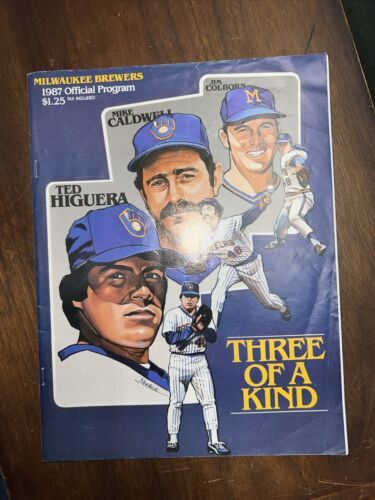 MILWAUKEE BREWERS
1987 Official Program
$1.25 TAX INCLUDED
JIM
COLBORN
MIKE
CALDWELL
TED
HIGUERA
M
THREE
OF A
KIND